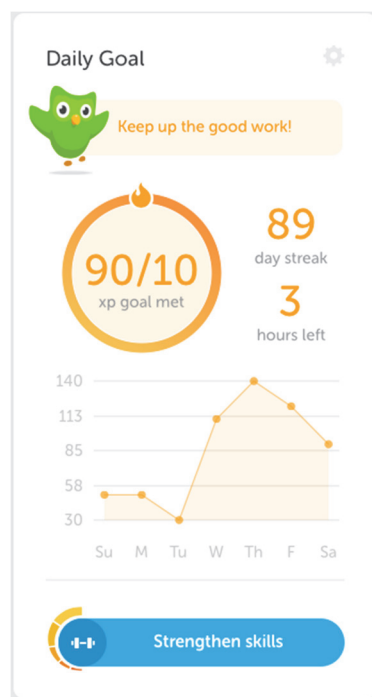 Daily Goal
Keep up the good work!
90/10
xp goal met
89
day streak
3
hours left
140
113
85
58
30
Su M Tu W Th F Sa
Strengthen skills